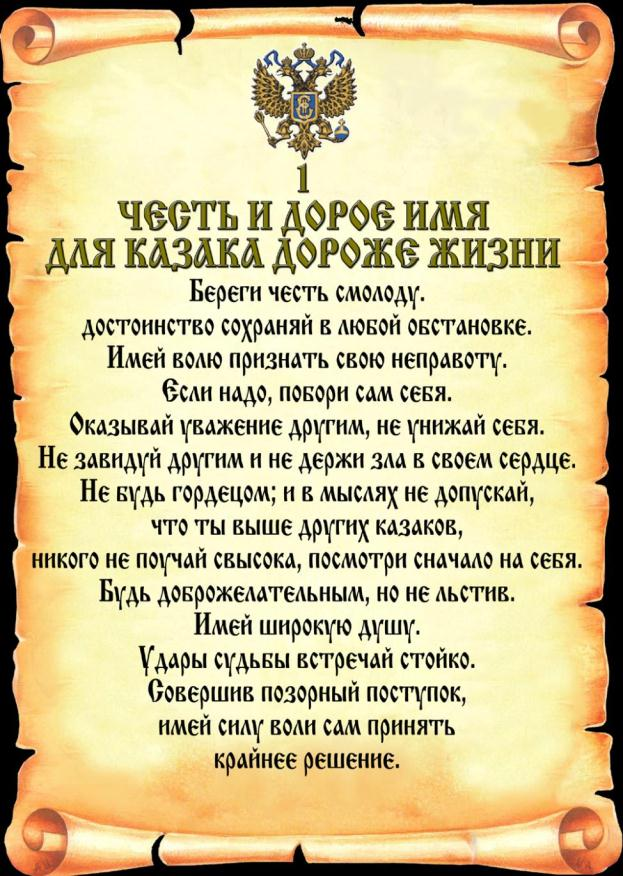 1
ЧЕСТЬ И ДОРОЕ ИМЯ
ДЛЯ КАЗАКА ДОРОЖЕ ЖИЗНИ
Береги честь смолоду.
достоинство сохраняй в любой обстановке.
Имей волю признать свою неправоту.
Если надо, побори сам себя.
Оказывай уважение другим, не унижай себя.
Не завидуй другим и не держи зла в своем сердце.
Не будь гордецом; и в мыслях не допускай,
что ты выше других казаков,
никого не поучай свысока, посмотри сначало на себя.
Будь доброжелательным, но не льстив.
Имей широкую душу.
Удары судьбы встречай стойко.
Совершив позорный поступок,
имей силу воли сам принять
крайнее решение.